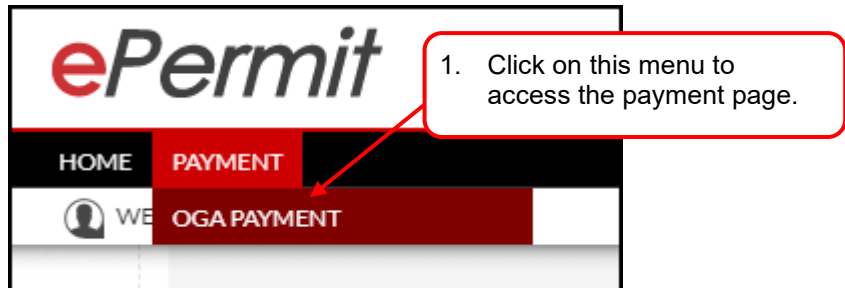 ePermit
1. Click on this menu to
access the payment page.
HOME PAYMENT
WE OGA PAYMENT